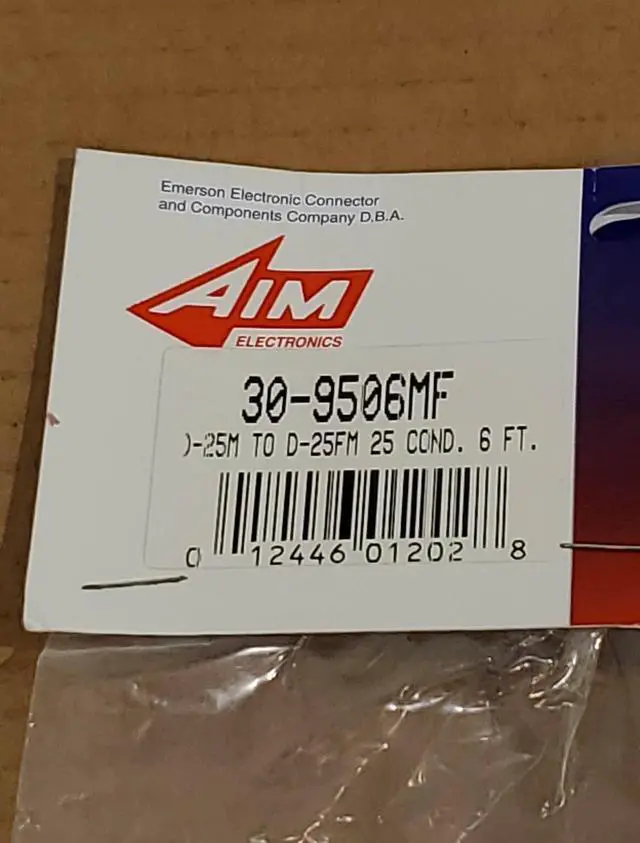 Emerson Electronic Connector
and Components Company D.B.A.
AIM
ELECTRONICS
30-9506MF
)-25M TO D-25FM 25 COND. 6 FT.
0 12446 01202 8